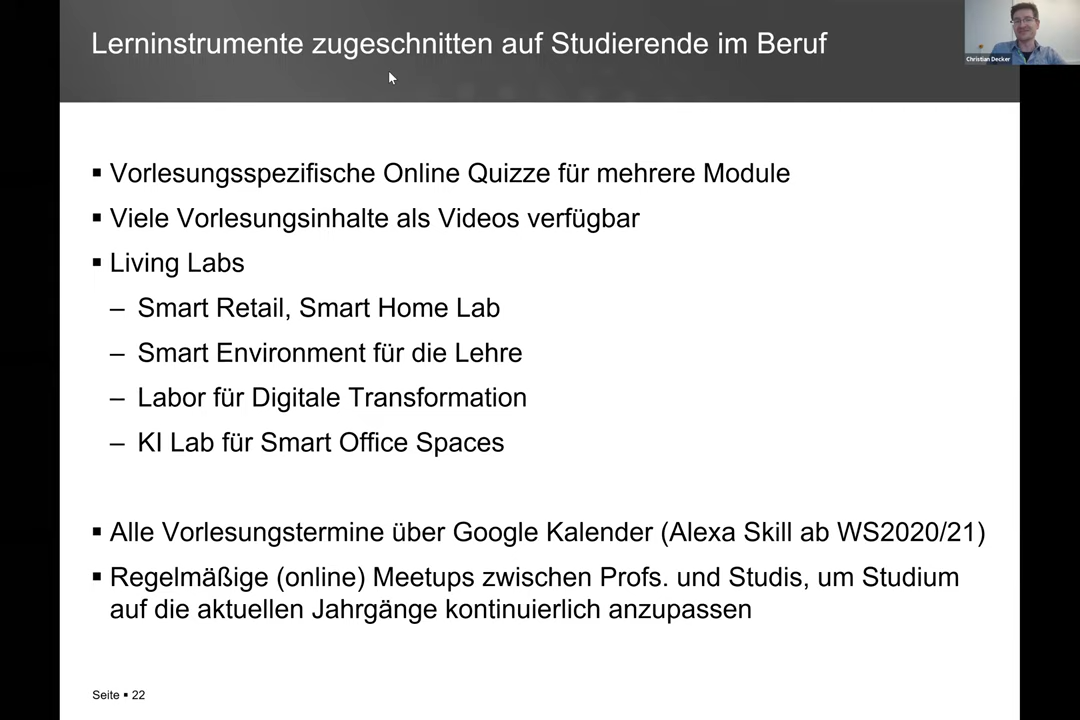 Lerninstrumente zugeschnitten auf Studierende im Beruf
Christian Decker
▪ Vorlesungsspezifische Online Quizze für mehrere Module
▪ Viele Vorlesungsinhalte als Videos verfügbar
▪ Living Labs
– Smart Retail, Smart Home Lab
– Smart Environment für die Lehre
– Labor für Digitale Transformation
– KI Lab für Smart Office Spaces
▪ Alle Vorlesungstermine über Google Kalender (Alexa Skill ab WS2020/21)
▪ Regelmäßige (online) Meetups zwischen Profs. und Studis, um Studium
auf die aktuellen Jahrgänge kontinuierlich anzupassen
Seite ▪ 22